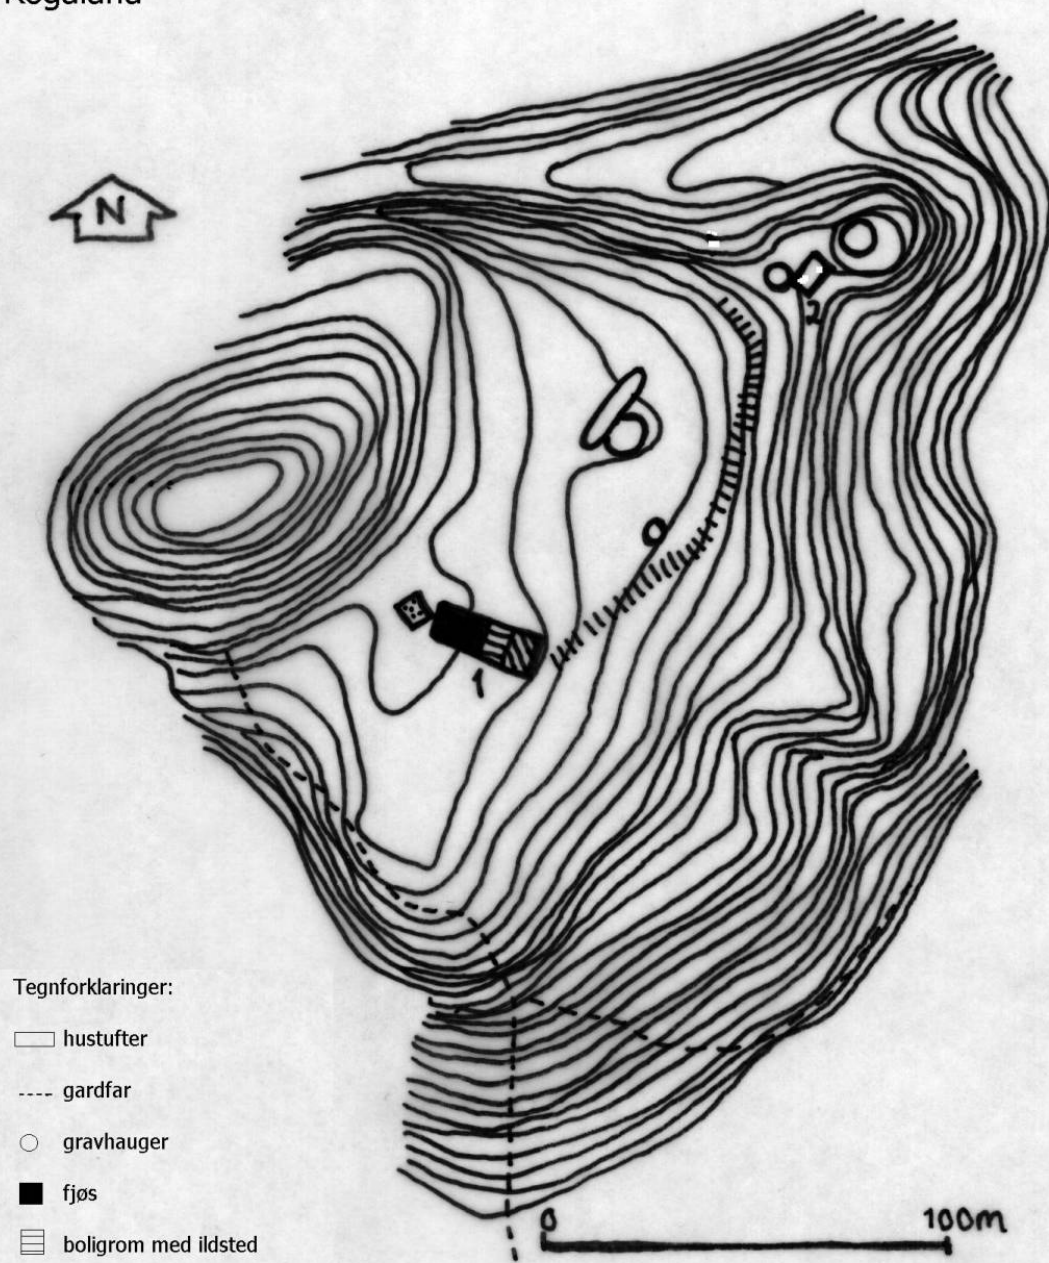 Rogaland
N
2
1
Tegnforklaringer:
hustufter
gardfar
gravhauger
fjøs
boligrom med ildsted
0 100m